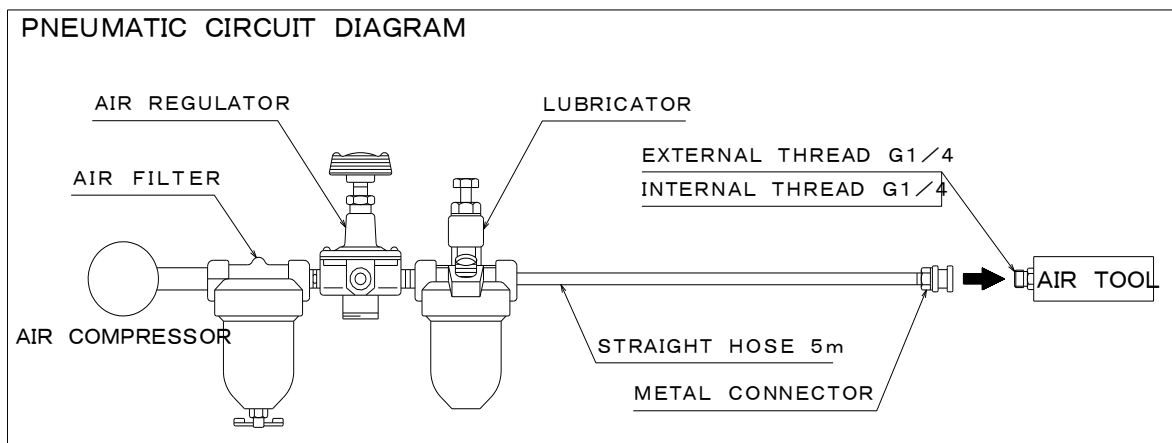 PNEUMATIC CIRCUIT DIAGRAM
AIR REGULATOR
LUBRICATOR
EXTERNAL THREAD G1/4
INTERNAL THREAD G1/4
AIR FILTER
AIR TOOL
AIR COMPRESSOR
STRAIGHT HOSE 5m
METAL CONNECTOR